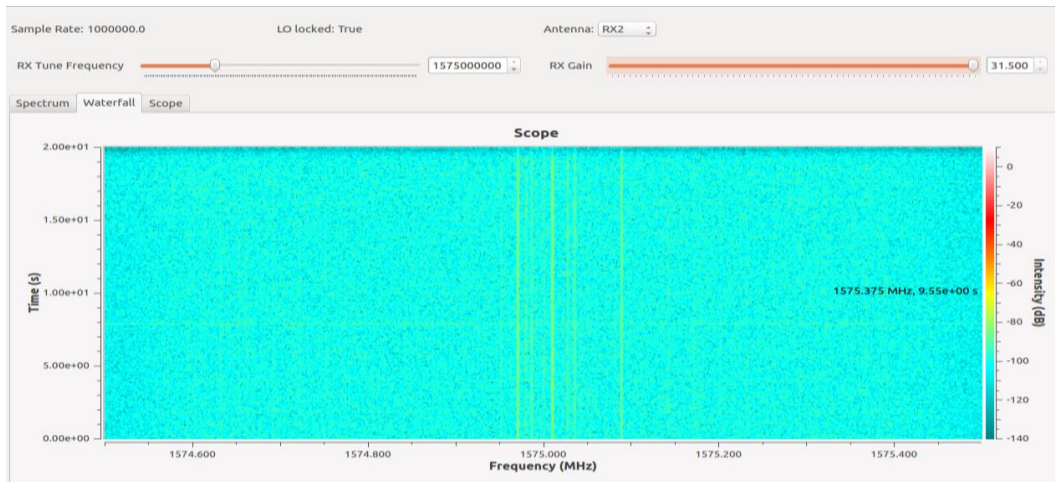 Sample Rate: 1000000.0 LO locked: True Antenna: RX2
RX Tune Frequency 1575000000 RX Gain 31.500
Spectrum Waterfall Scope
Scope
2.00e+01
1.50e+01
1.00e+01
5.00e+00
0.00e+00
Time (s)
1575.375 MHz, 9.55e+00 s
0
-20
-40
-60
-80
-100
-120
-140
Intensity (dB)
1574.600 1574.800 1575.000 1575.200 1575.400
Frequency (MHz)